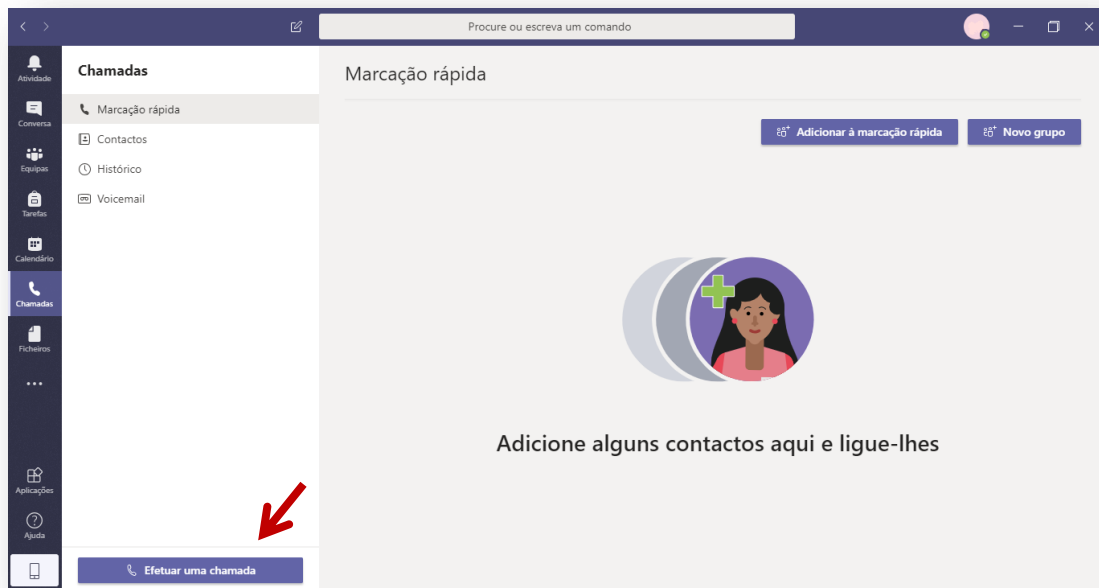 Procure ou escreva um comando
Atividade
Conversa
Equipas
Tarefas
Calendário
Chamadas
Ficheiros
Aplicações
Ajuda
Chamadas
Marcação rápida
Contactos
Histórico
Voicemail
Efetuar uma chamada
Marcação rápida
Adicionar à marcação rápida
Novo grupo
Adicione alguns contactos aqui e ligue-lhes